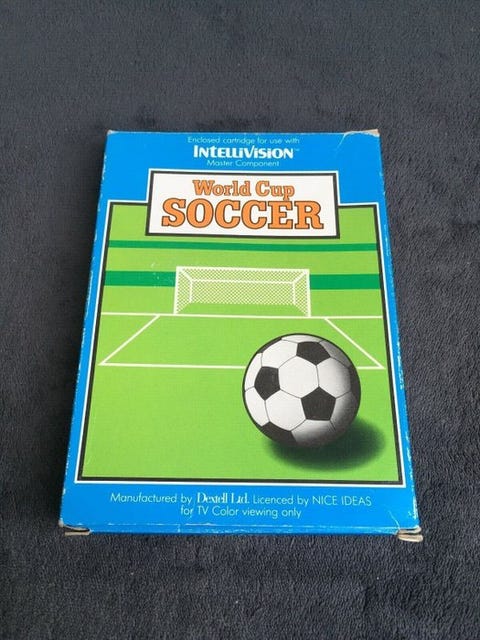 Enclosed cartridge for use with
INTELLIVISION™
Master Component
World Cup
SOCCER
Manufactured by Dextell Ltd. Licenced by NICE IDEAS
for TV Color viewing only